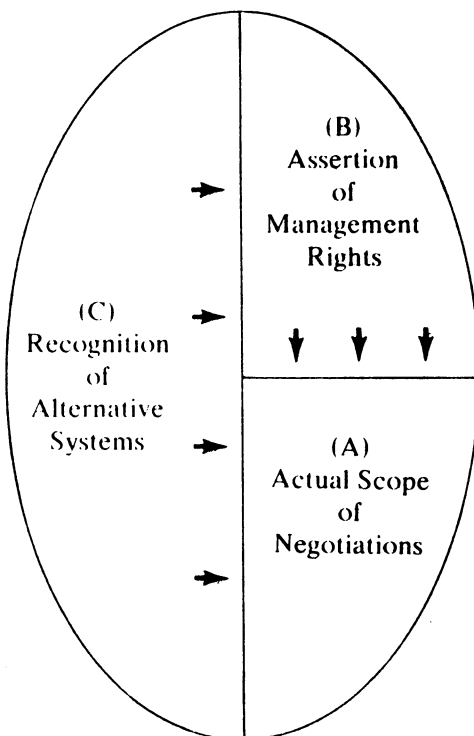 (B)
Assertion
of
Management
Rights
(C)
Recognition
of
Alternative
Systems
(A)
Actual Scope
of
Negotiations